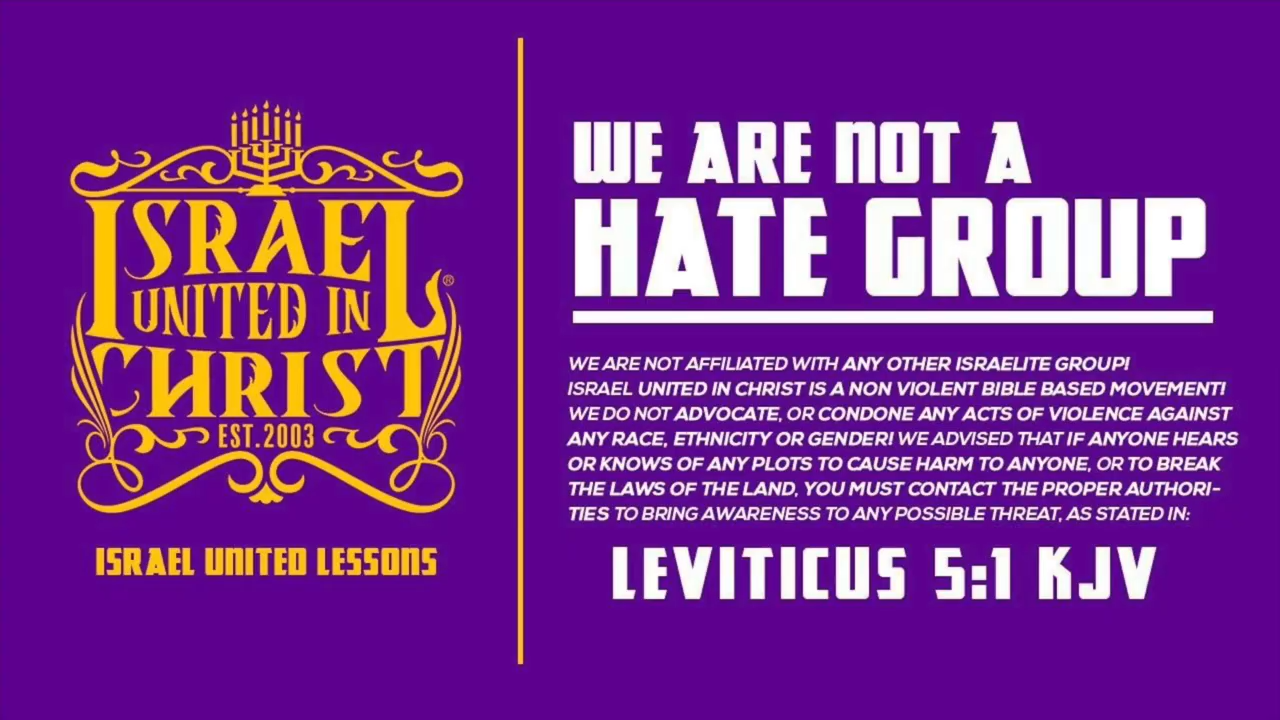 ISRAEL
UNITED IN
CHRIST
EST.2003
®
ISRAEL UNITED LESSONS
WE ARE NOT A
HATE GROUP
WE ARE NOT AFFILIATED WITH ANY OTHER ISRAELITE GROUP!
ISRAEL UNITED IN CHRIST IS A NON VIOLENT BIBLE BASED MOVEMENT!
WE DO NOT ADVOCATE, OR CONDONE ANY ACTS OF VIOLENCE AGAINST
ANY RACE, ETHNICITY OR GENDER! WE ADVISED THAT IF ANYONE HEARS
OR KNOWS OF ANY PLOTS TO CAUSE HARM TO ANYONE, OR TO BREAK
THE LAWS OF THE LAND, YOU MUST CONTACT THE PROPER AUTHORI-
TIES TO BRING AWARENESS TO ANY POSSIBLE THREAT, AS STATED IN:
LEVITICUS 5:1 KJV